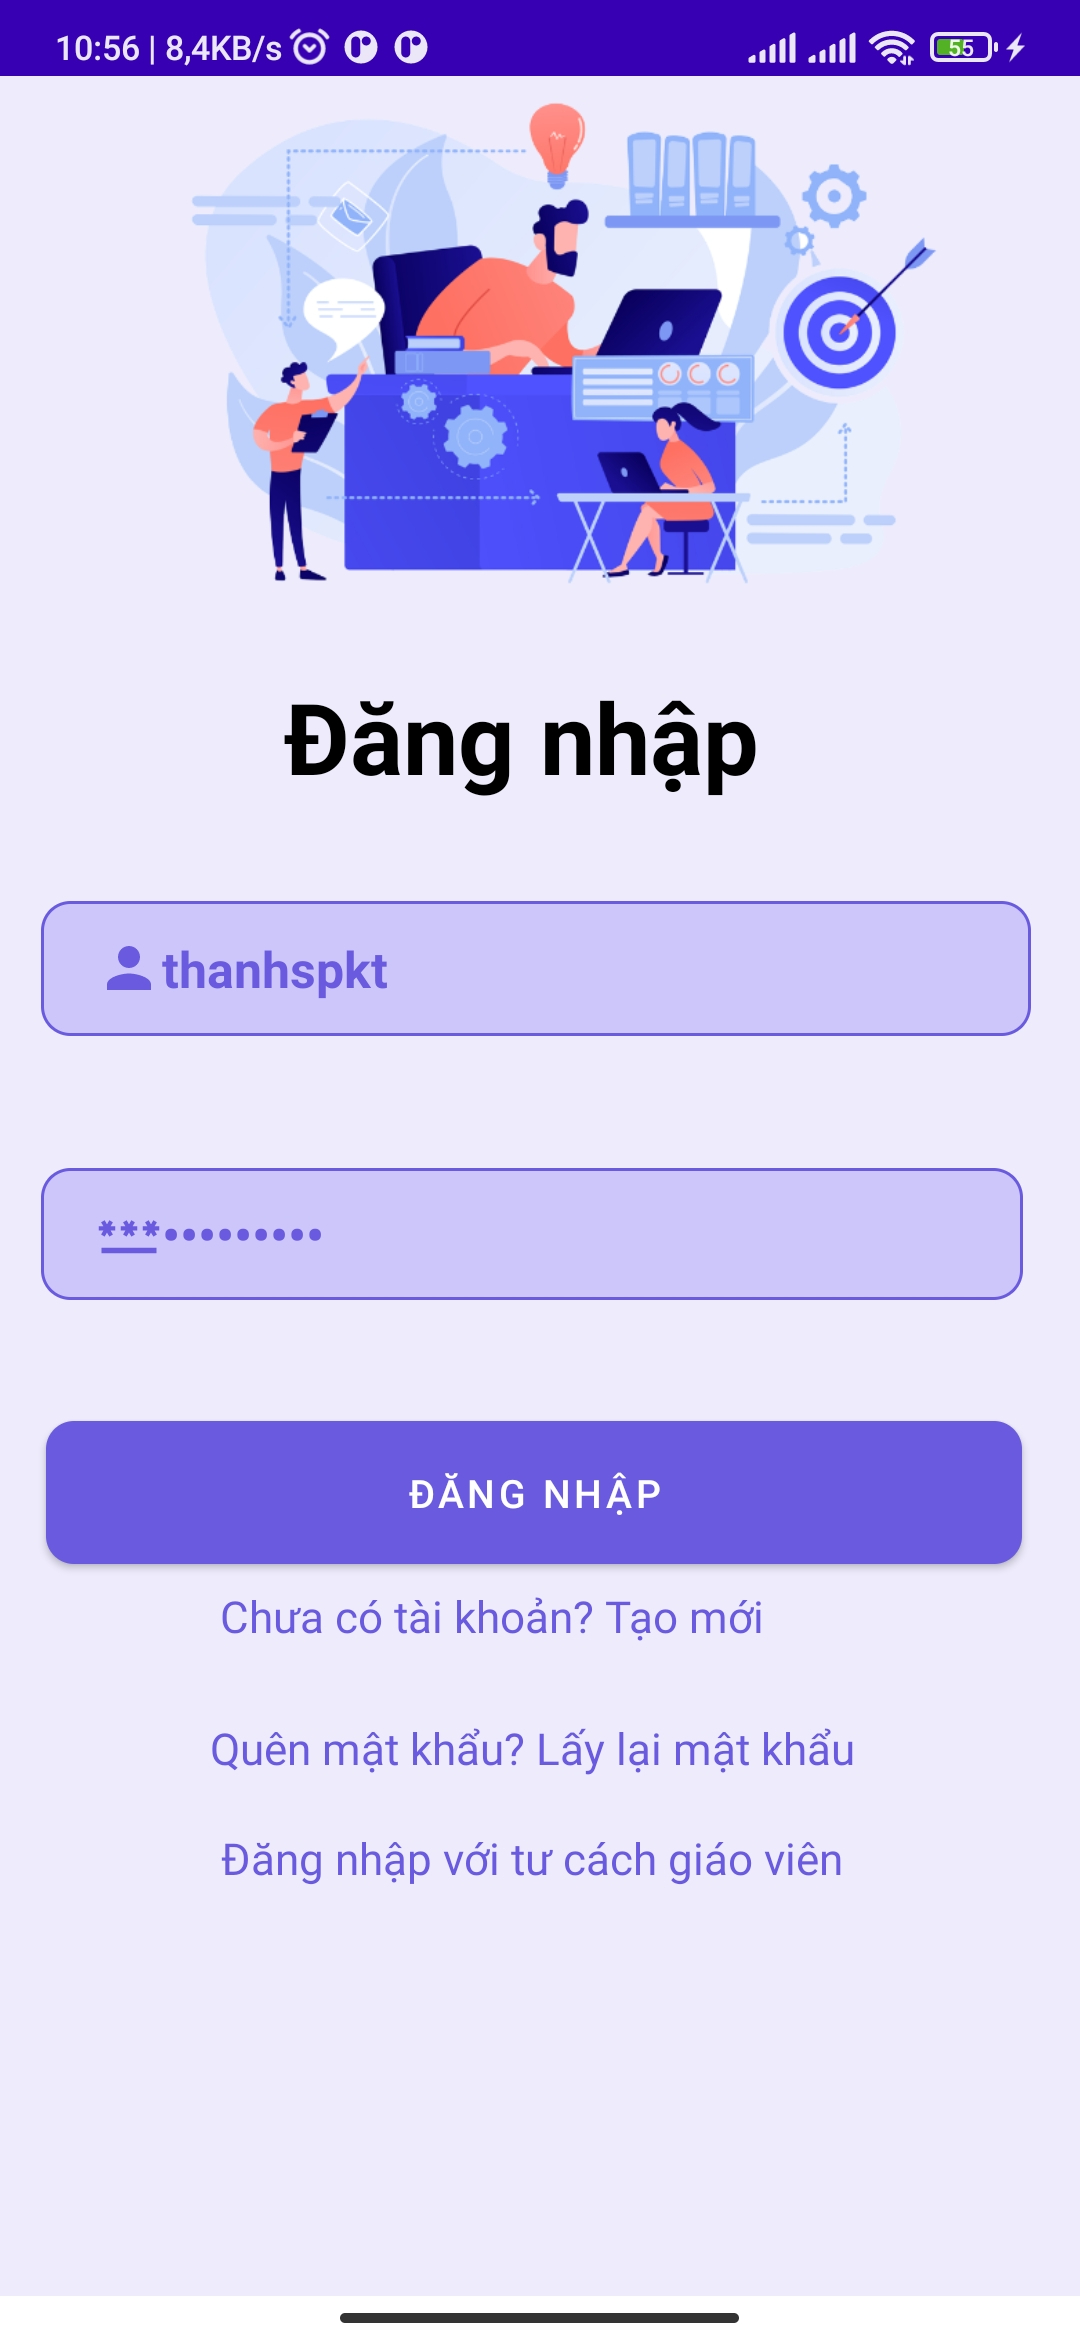 10:56 | 8,4KB/s
55
Đăng nhập
thanhspkt
***•••••••••
ĐĂNG NHẬP
Chưa có tài khoản? Tạo mới
Quên mật khẩu? Lấy lại mật khẩu
Đăng nhập với tư cách giáo viên